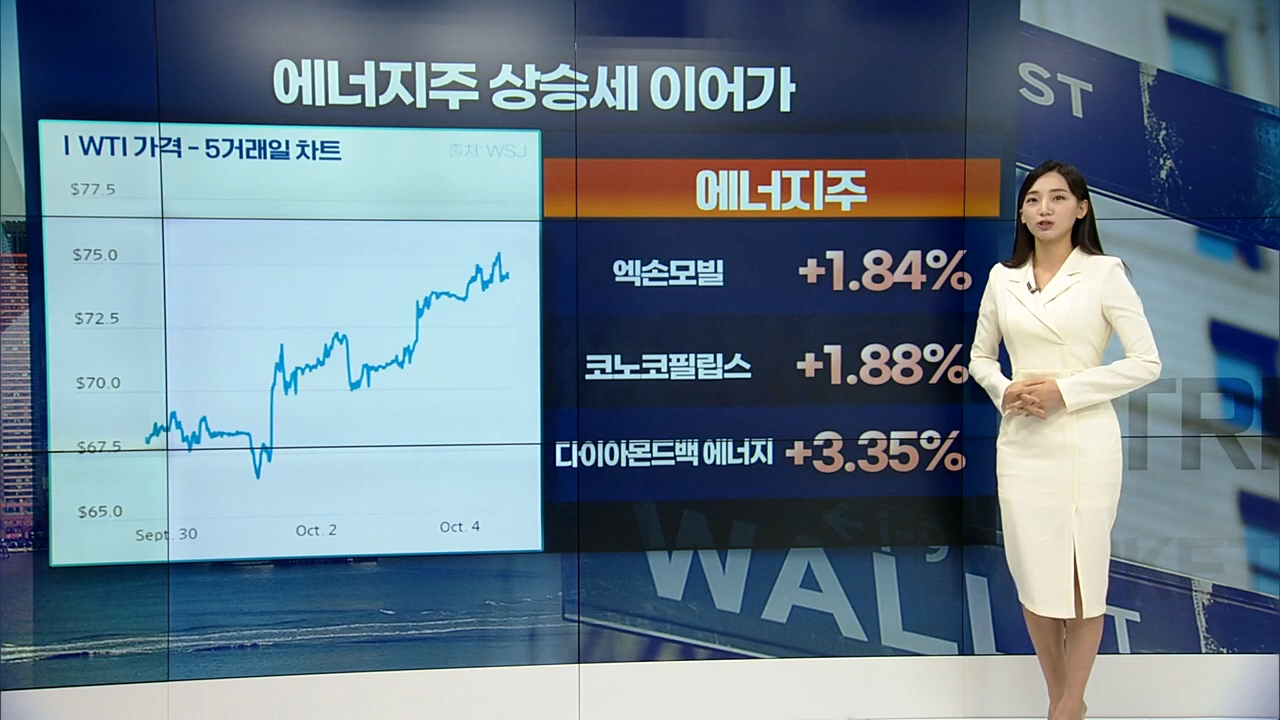 에너지주 상승세 이어가
| WTI 가격 - 5거래일 차트
출처: WSJ
$77.5
$75.0
$72.5
$70.0
$67.5
$65.0
Sept. 30
Oct. 2
Oct. 4
에너지주
엑손모빌 +1.84%
코노코필립스 +1.88%
다이아몬드백 에너지 +3.35%
ST
WALL